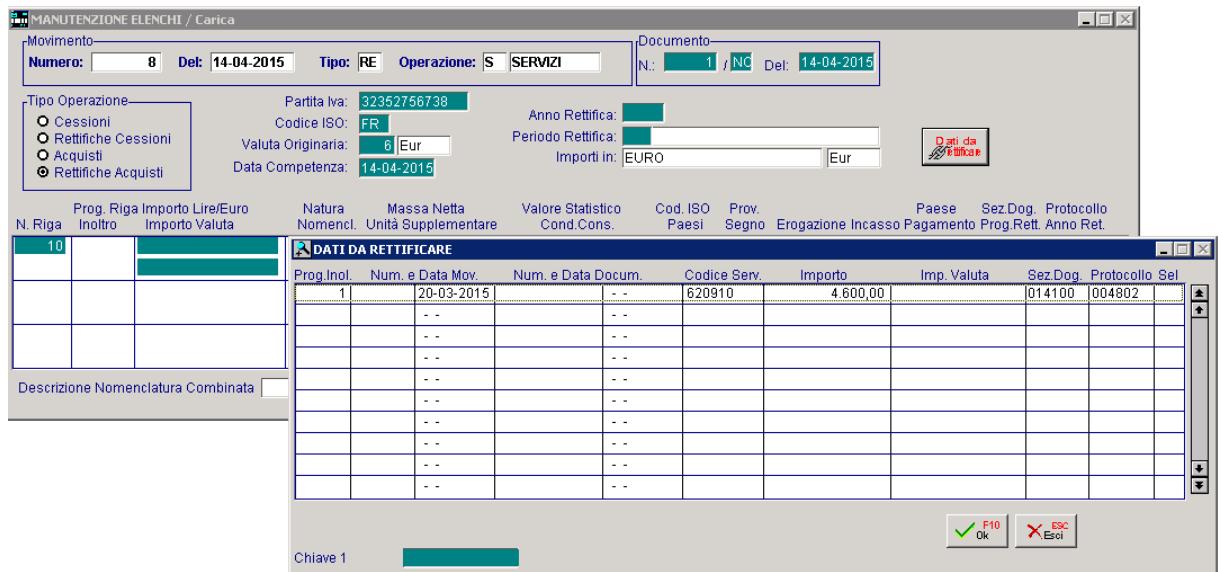 MANUTENZIONE ELENCHI / Carica
Movimento
Documento
Numero: 8 Del: 14-04-2015 Tipo: RE Operazione: S SERVIZI
N.: 1 / NC Del: 14-04-2015
Tipo Operazione
Cessioni
Rettifiche Cessioni
Acquisti
Rettifiche Acquisti
Partita Iva: 32352756738
Codice ISO: FR
Valuta Originaria: 6 Eur
Data Competenza: 14-04-2015
Anno Rettifica:
Periodo Rettifica:
Importi in: EURO Eur
Dati da
Rettificare
Prog. Riga Importo Lire/Euro Natura Massa Netta Valore Statistico Cod. ISO Prov. Paese Sez.Dog. Protocollo
N. Riga Inoltro Importo Valuta Nomencl. Unità Supplementare Cond.Cons. Paesi Segno Erogazione Incasso Pagamento Prog.Rett. Anno Ret.
10
Descrizione Nomenclatura Combinata
DATI DA RETTIFICARE
Prog.Inol. Num. e Data Mov. Num. e Data Docum. Codice Serv. Importo Imp. Valuta Sez.Dog. Protocollo Sel
1 20-03-2015 - - 620910 4.600,00 014100 004802
- - - -
- - - -
- - - -
- - - -
- - - -
- - - -
- - - -
- - - -
- - - -
F10
Ok
ESC
Esci
Chiave 1